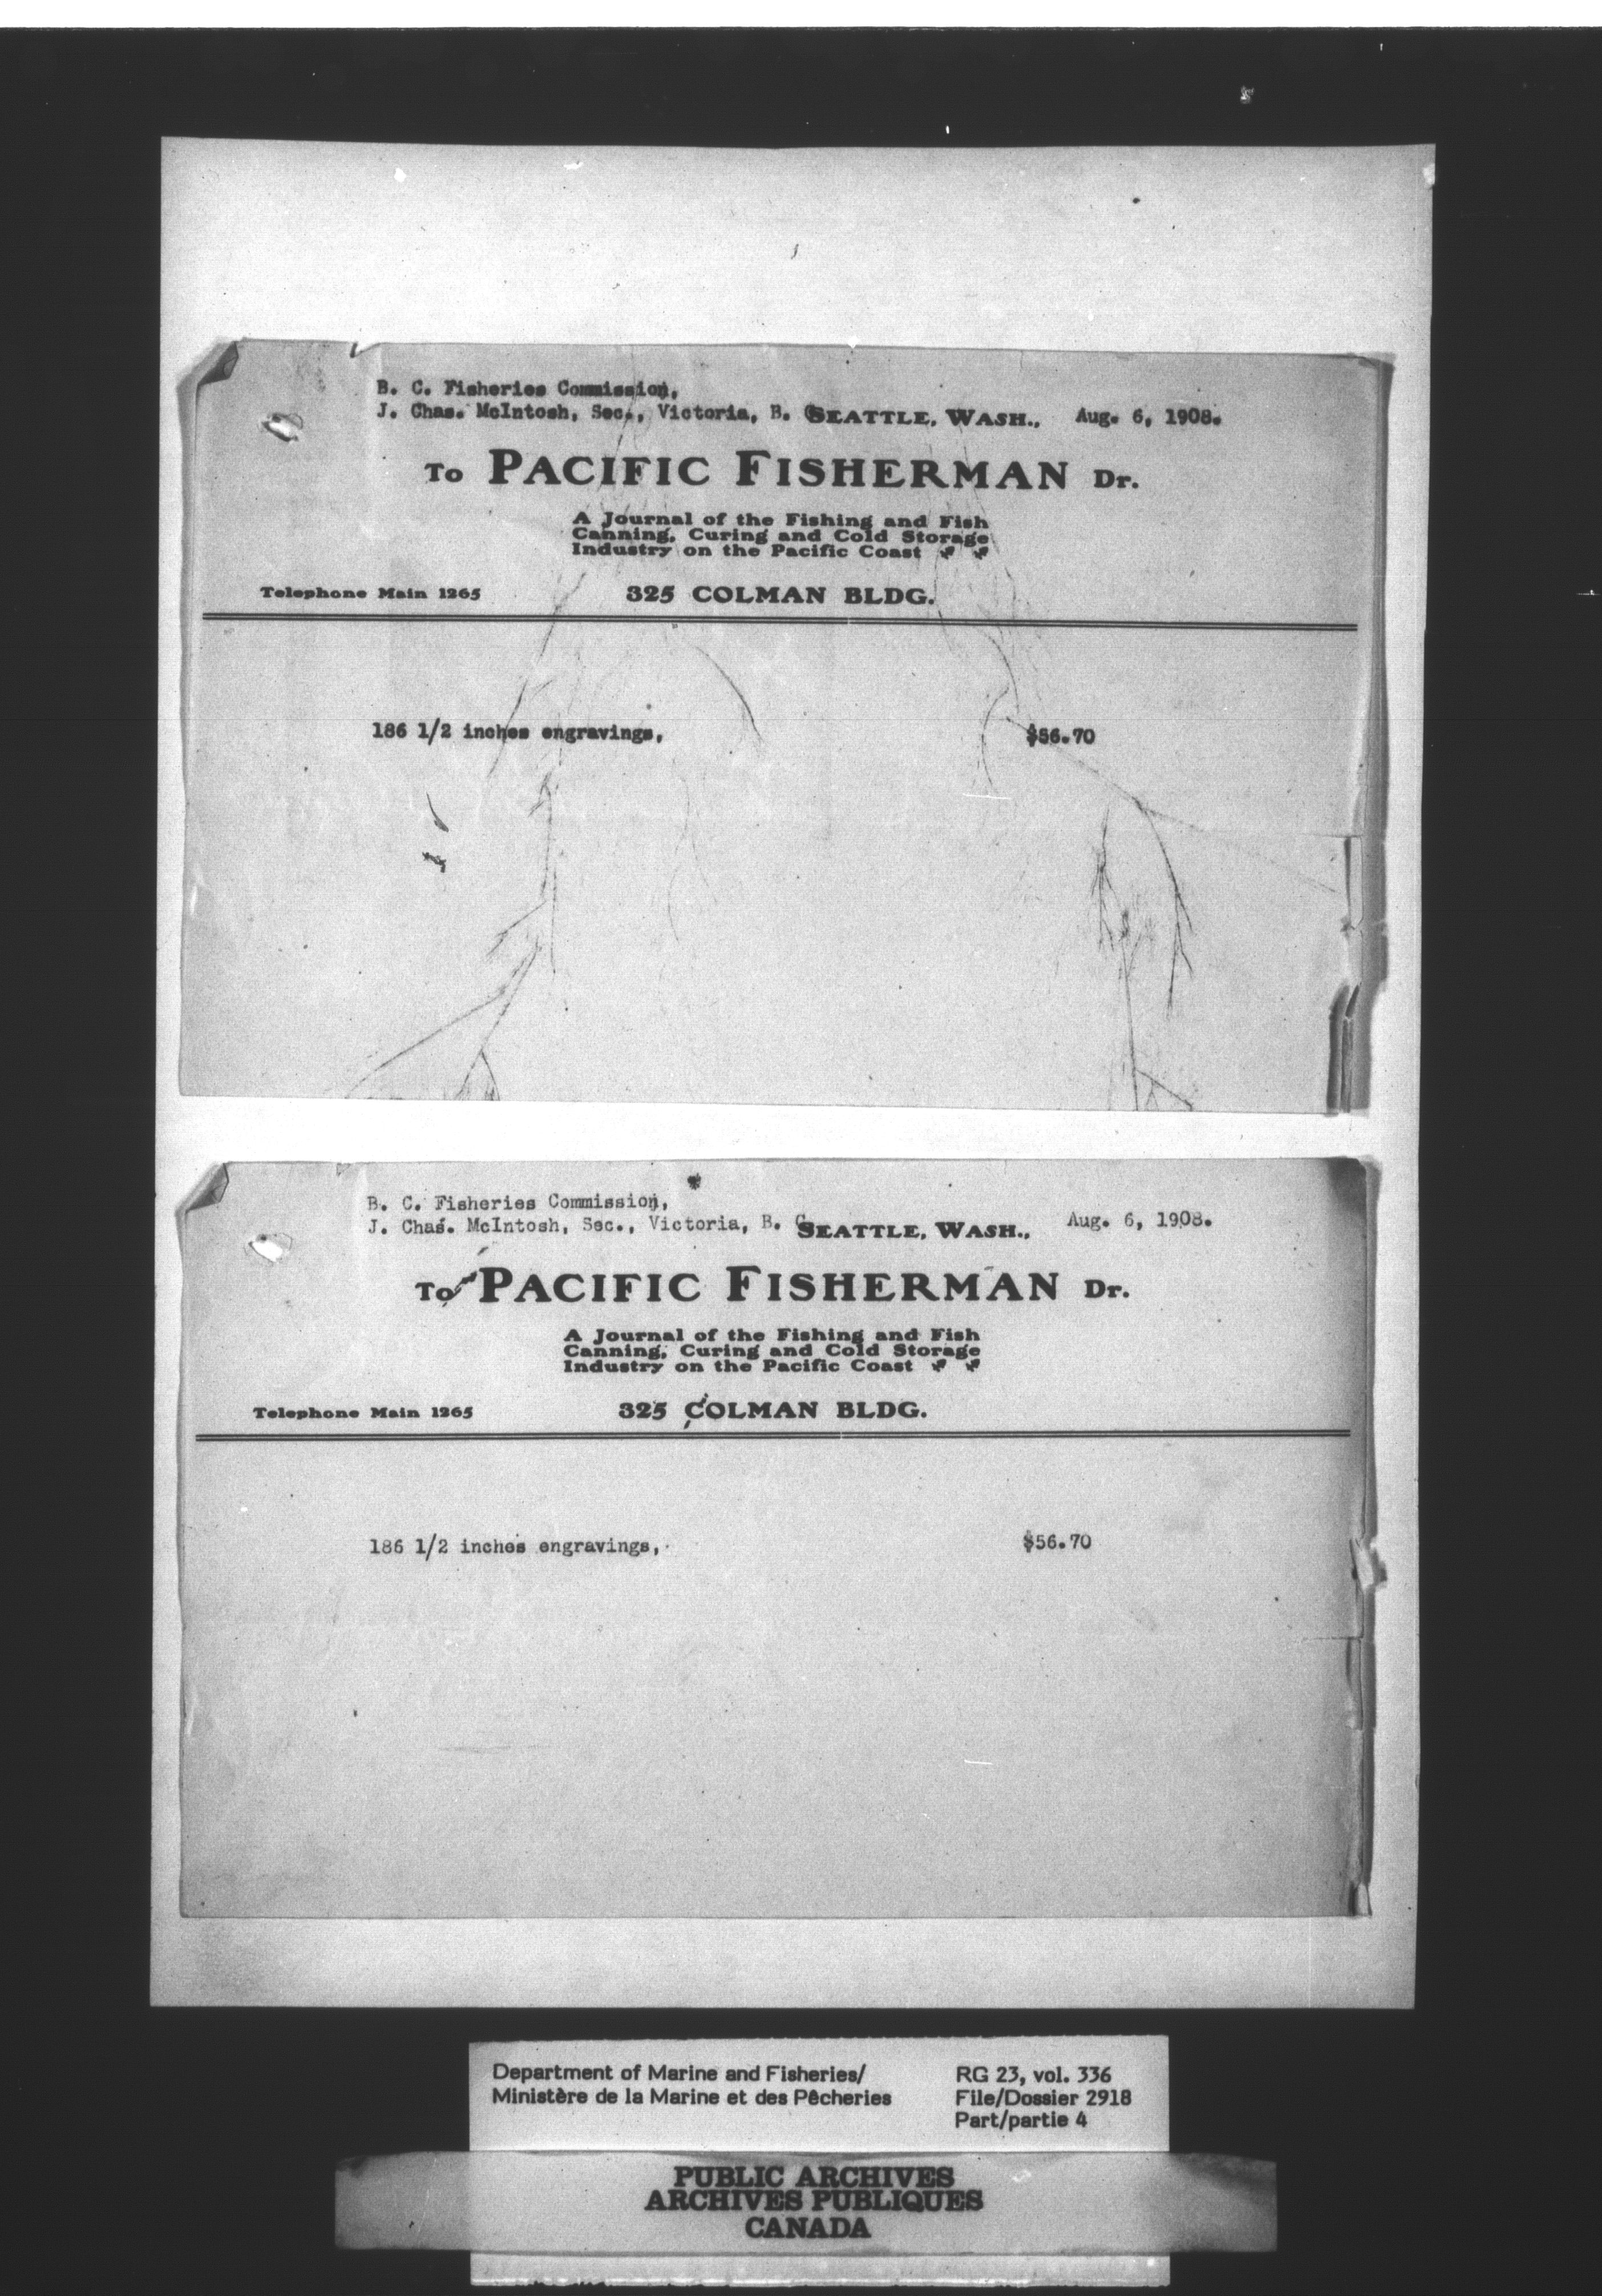 B. C. Fisheries Commission,
J. Chas. McIntosh, Sec., Victoria, B. C SEATTLE, WASH., Aug. 6, 1908.
To PACIFIC FISHERMAN Dr.
A Journal of the Fishing and Fish
Canning, Curing and Cold Storage
Industry on the Pacific Coast
Telephone Main 1265 325 COLMAN BLDG.
186 1/2 inches engravings, $56.70
B. C. Fisheries Commission,
J. Chas. McIntosh, Sec., Victoria, B. C SEATTLE, WASH., Aug. 6, 1908.
To PACIFIC FISHERMAN Dr.
A Journal of the Fishing and Fish
Canning, Curing and Cold Storage
Industry on the Pacific Coast
Telephone Main 1265 325 COLMAN BLDG.
186 1/2 inches engravings, $56.70
Department of Marine and Fisheries/ RG 23, vol. 336
Ministère de la Marine et des Pêcheries File/Dossier 2918
Part/partie 4
PUBLIC ARCHIVES
ARCHIVES PUBLIQUES
CANADA